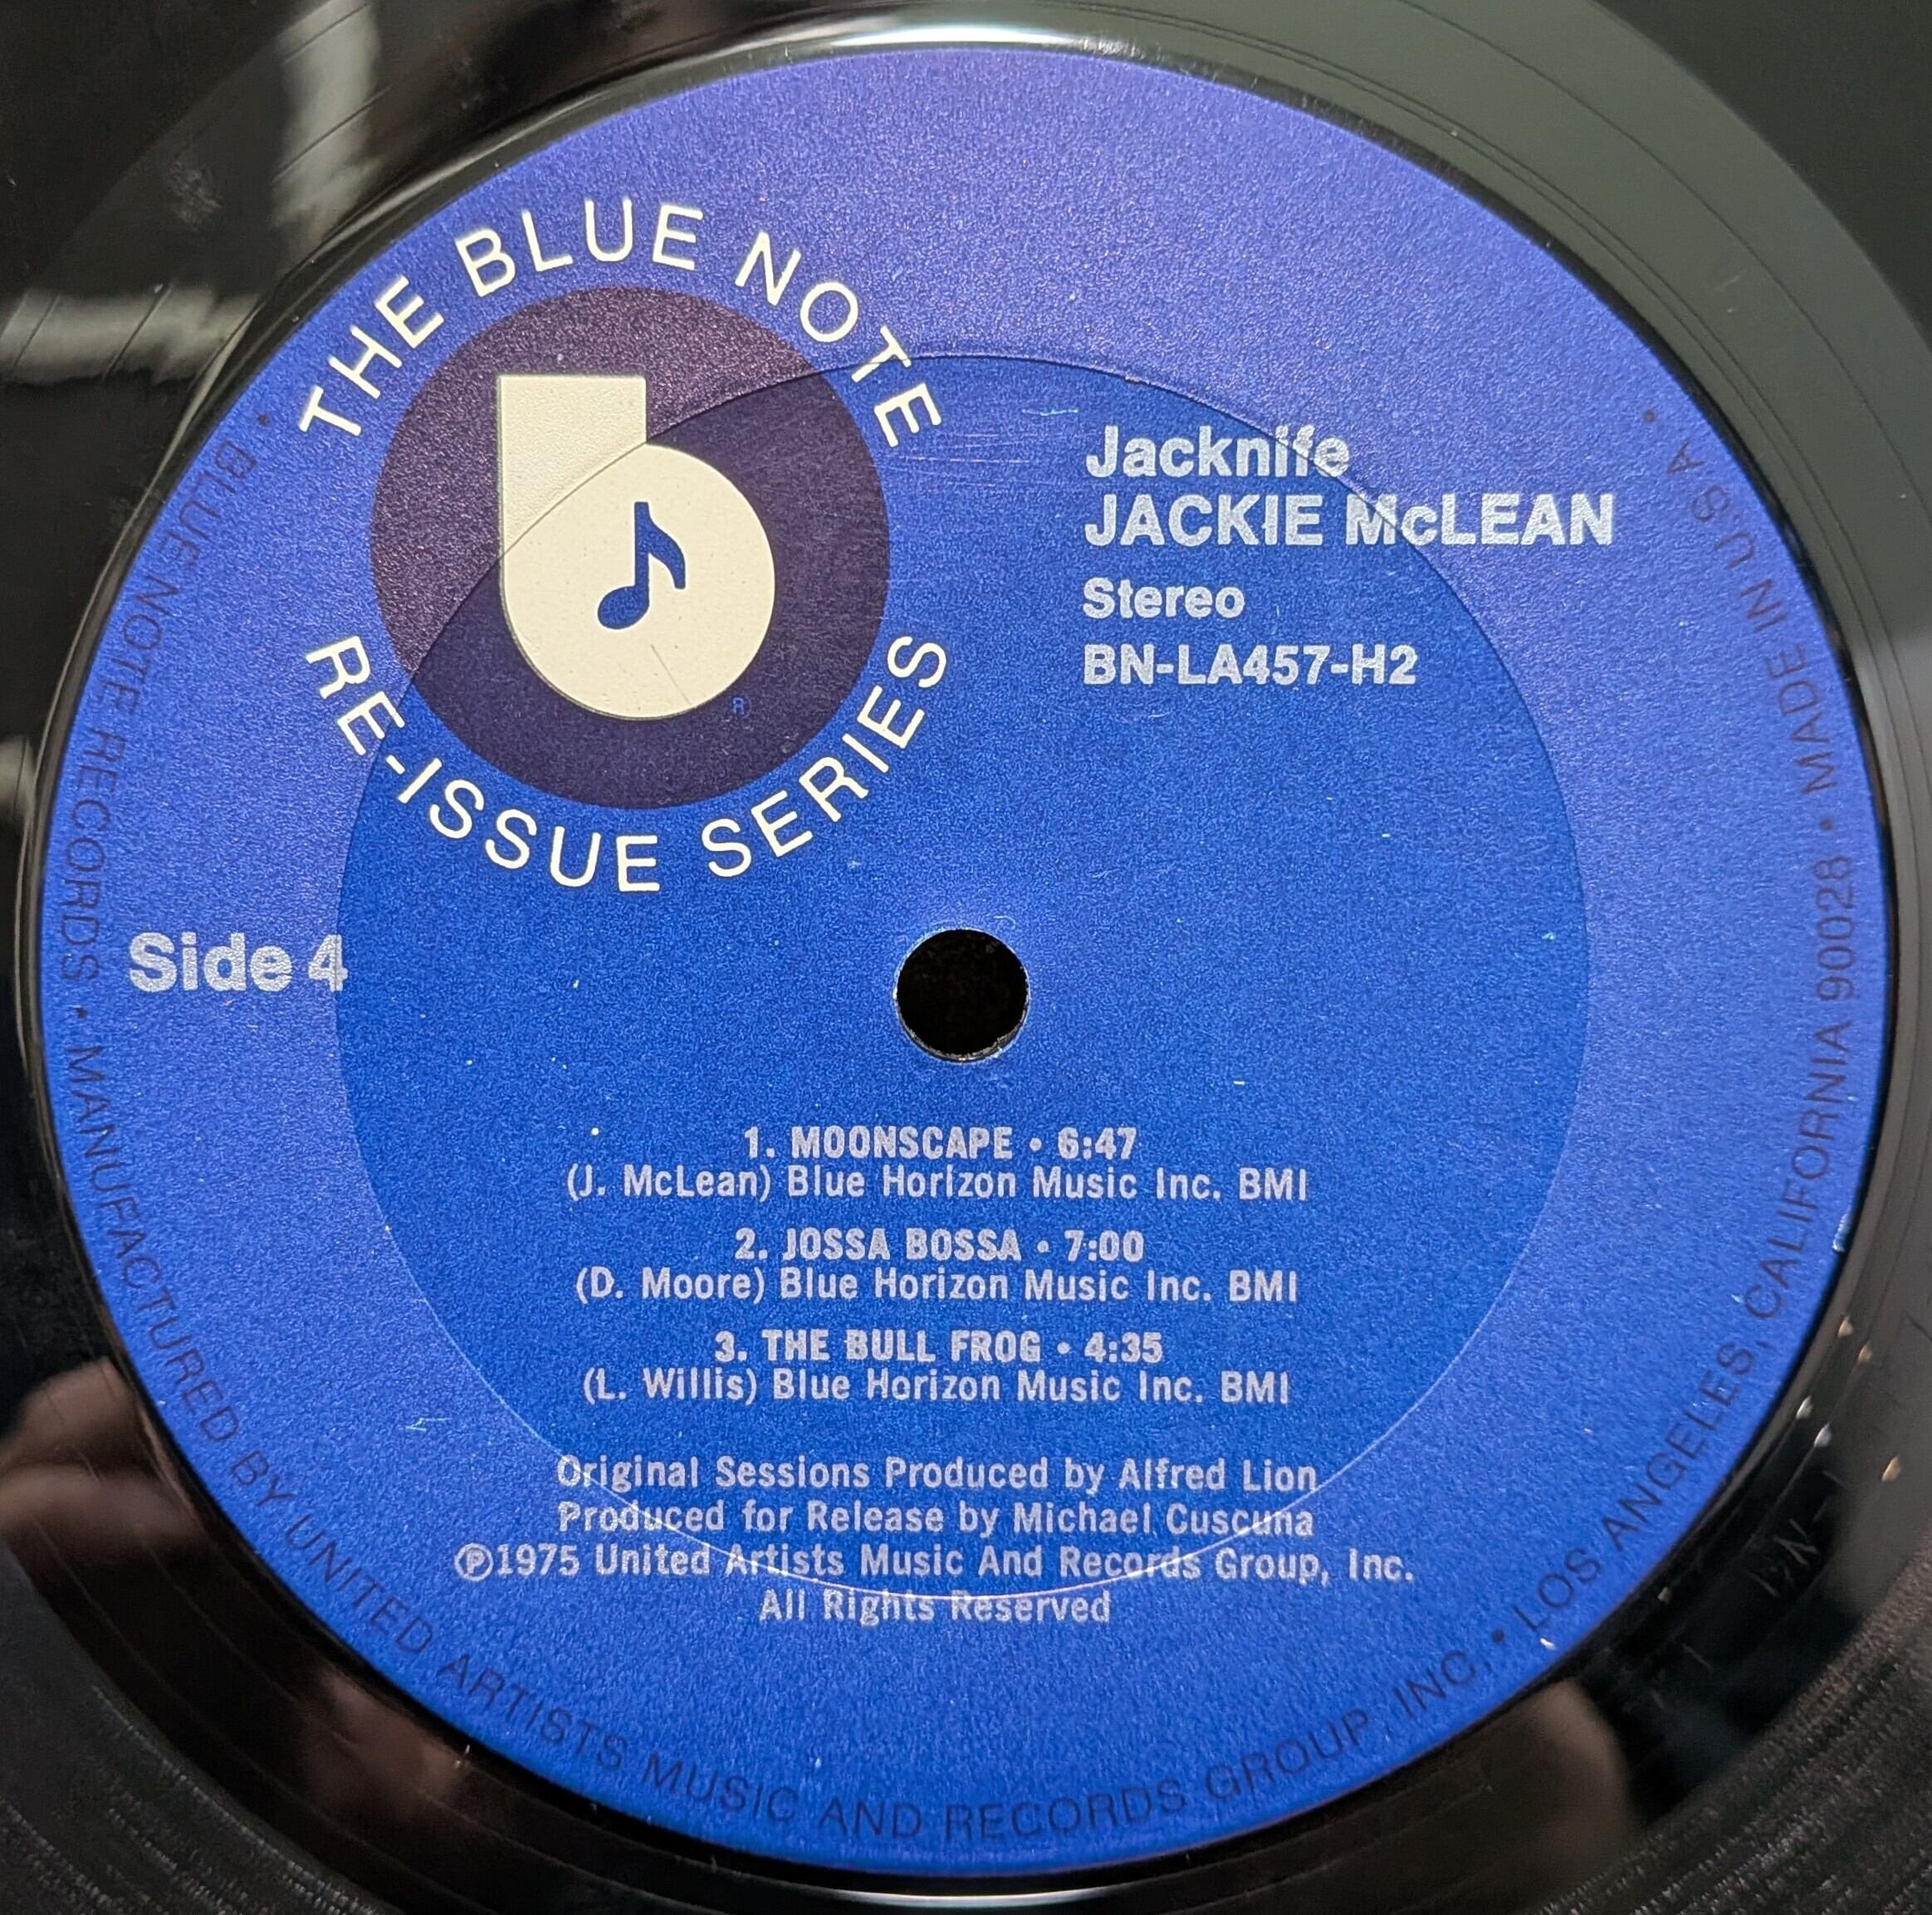 THE BLUE NOTE
RE-ISSUE SERIES
R
Jacknife
JACKIE McLEAN
Stereo
BN-LA457-H2
Side 4
1. MOONSCAPE • 6:47
(J. McLean) Blue Horizon Music Inc. BMI
2. JOSSA BOSSA • 7:00
(D. Moore) Blue Horizon Music Inc. BMI
3. THE BULL FROG • 4:35
(L. Willis) Blue Horizon Music Inc. BMI
Original Sessions Produced by Alfred Lion
Produced for Release by Michael Cuscuna
℗1975 United Artists Music And Records Group, Inc.
All Rights Reserved
• BLUE NOTE RECORDS • MANUFACTURED BY UNITED ARTISTS MUSIC AND RECORDS GROUP, INC. • LOS ANGELES, CALIFORNIA 90028 • MADE IN U.S.A. •